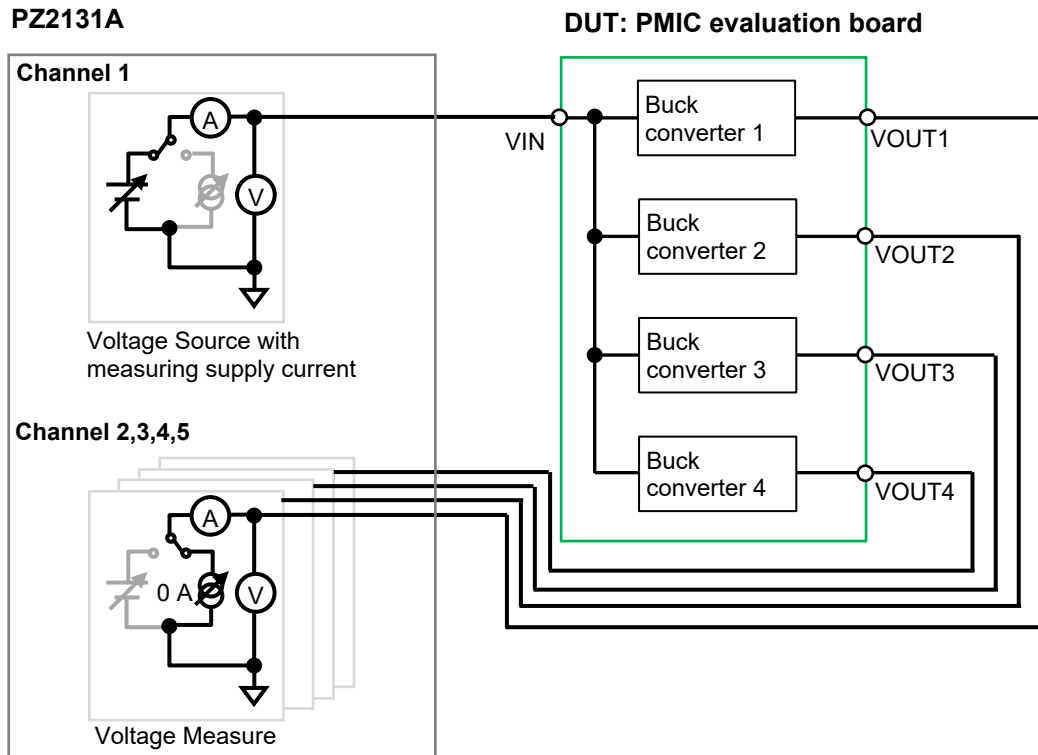 PZ2131A
DUT: PMIC evaluation board
Channel 1
A
V
Voltage Source with
measuring supply current
VIN
Buck
converter 1
VOUT1
Buck
converter 2
VOUT2
Buck
converter 3
VOUT3
Buck
converter 4
VOUT4
Channel 2,3,4,5
A
0 A
V
Voltage Measure